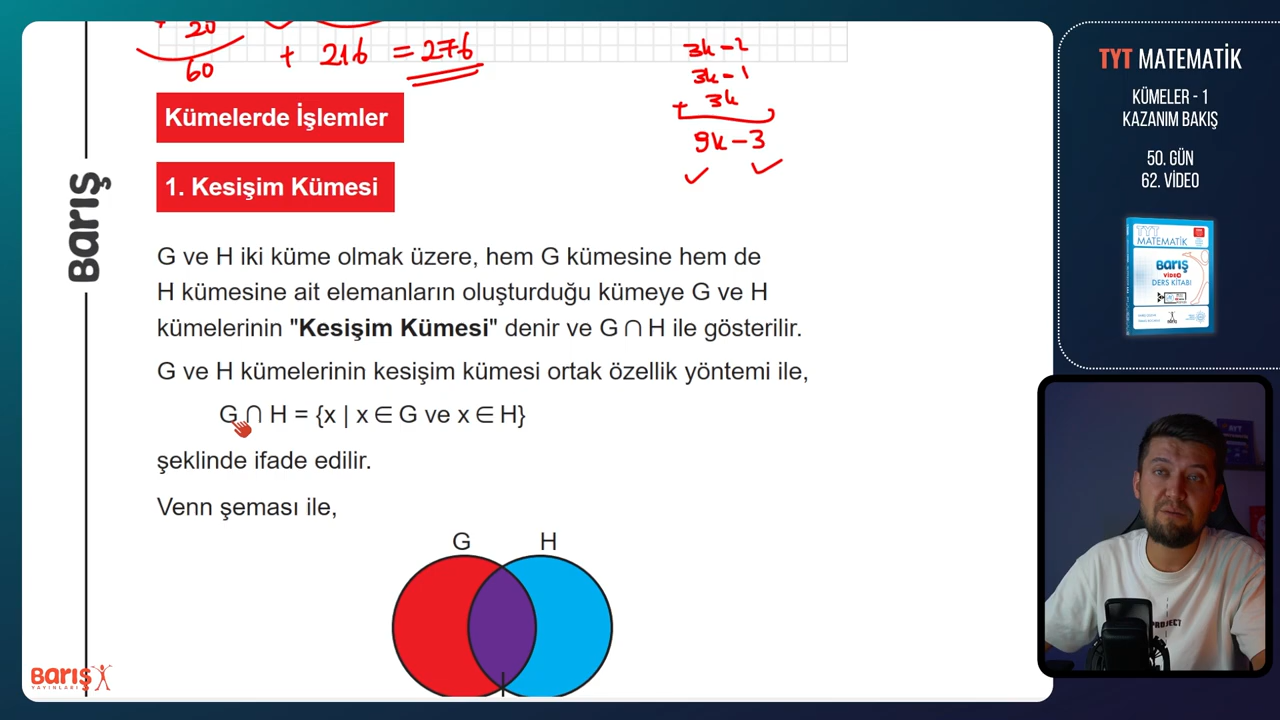 20
60 + 216 = 276
3k-2
3k-1
+ 3k
9k-3
Kümelerde İşlemler
1. Kesişim Kümesi
G ve H iki küme olmak üzere, hem G kümesine hem de
H kümesine ait elemanların oluşturduğu kümeye G ve H
kümelerinin "Kesişim Kümesi" denir ve G ∩ H ile gösterilir.
G ve H kümelerinin kesişim kümesi ortak özellik yöntemi ile,
G ∩ H = {x | x ∈ G ve x ∈ H}
şeklinde ifade edilir.
Venn şeması ile,
G H
Barış
BARIŞ
YAYINLARI
TYT MATEMATİK
KÜMELER - 1
KAZANIM BAKIŞ
50. GÜN
62. VİDEO
TYT
MATEMATİK
BARIŞ
VİDEO
DERS KİTABI
PROJECT